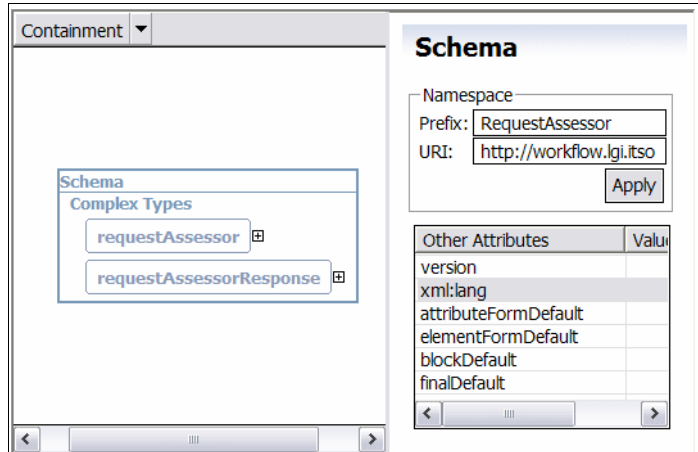 Containment
Schema
Complex Types
requestAssessor
requestAssessorResponse
Schema
Namespace
Prefix: RequestAssessor
URI: http://workflow.lgi.itso
Apply
Other Attributes Value
version
xml:lang
attributeFormDefault
elementFormDefault
blockDefault
finalDefault